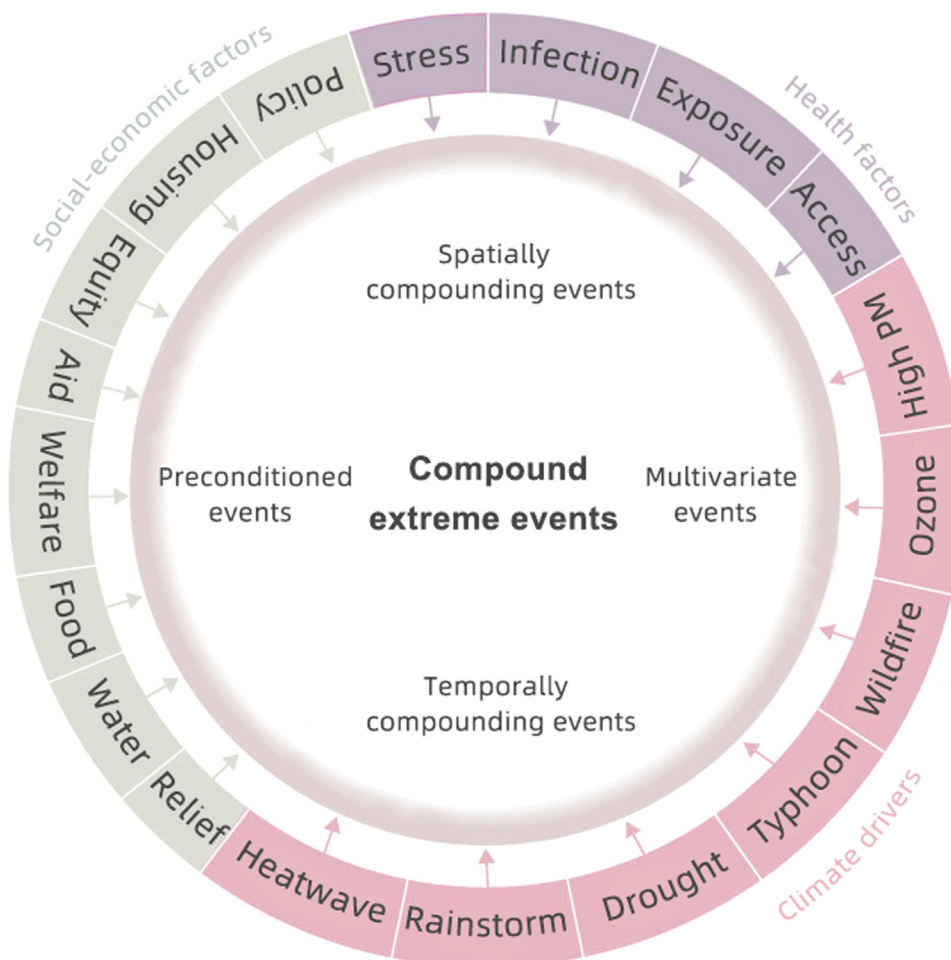 Social-economic factors
Policy
Housing
Equity
Aid
Welfare
Food
Water
Relief
Health factors
Stress
Infection
Exposure
Access
Climate drivers
High PM
Ozone
Wildfire
Typhoon
Drought
Rainstorm
Heatwave
Spatially
compounding events
Preconditioned
events
Compound
extreme events
Multivariate
events
Temporally
compounding events